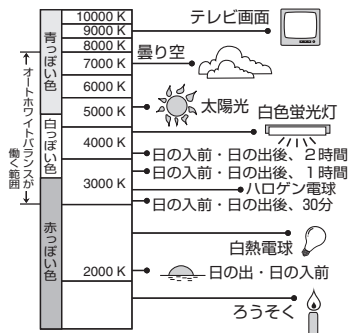 10000 K
9000 K
8000 K
7000 K
6000 K
5000 K
4000 K
3000 K
2000 K
青っぽい色
白っぽい色
赤っぽい色
オートホワイトバランスが
働く範囲
テレビ画面
曇り空
太陽光
白色蛍光灯
日の入前・日の出後、2時間
日の入前・日の出後、1時間
ハロゲン電球
日の入前・日の出後、30分
白熱電球
日の出・日の入前
ろうそく